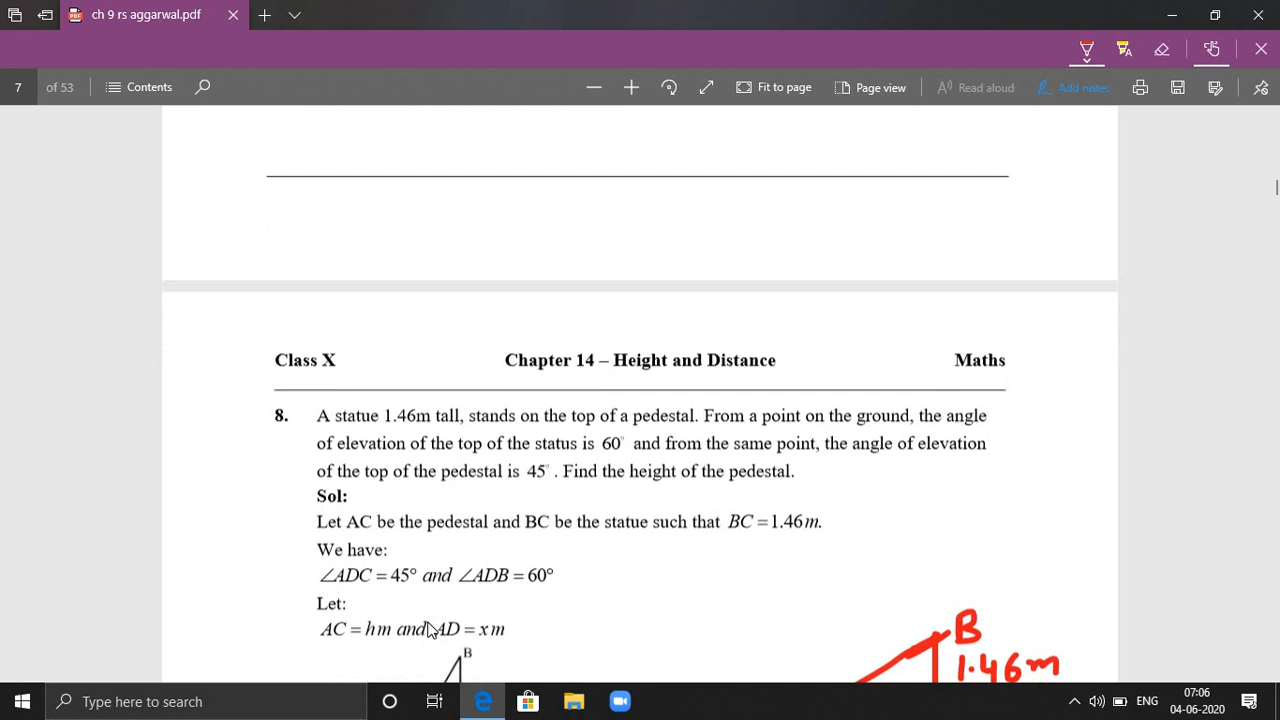 ch 9 rs aggarwal.pdf
7 of 53 Contents Fit to page Page view Read aloud Add notes
Class X Chapter 14 – Height and Distance Maths
8. A statue 1.46m tall, stands on the top of a pedestal. From a point on the ground, the angle
of elevation of the top of the status is 60° and from the same point, the angle of elevation
of the top of the pedestal is 45°. Find the height of the pedestal.
Sol:
Let AC be the pedestal and BC be the statue such that BC = 1.46m.
We have:
∠ADC = 45° and ∠ADB = 60°
Let:
AC = h m and AD = x m
B
B
1.46m
Type here to search
ENG
07:06
04-06-2020